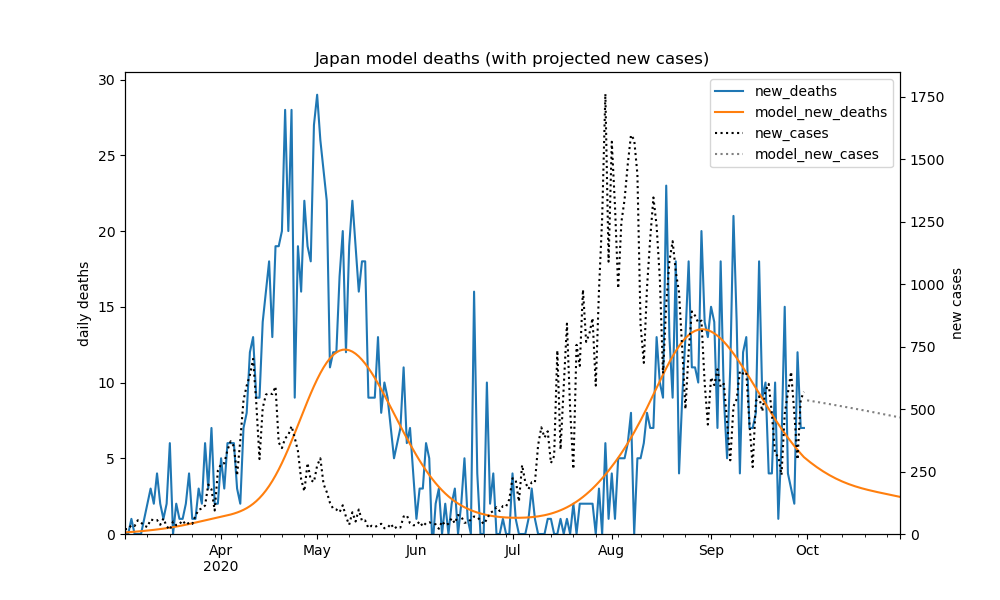 Japan model deaths (with projected new cases)
new_deaths
model_new_deaths
new_cases
model_new_cases
daily deaths
30
25
20
15
10
5
0
new cases
1750
1500
1250
1000
750
500
250
0
Apr
2020
May
Jun
Jul
Aug
Sep
Oct